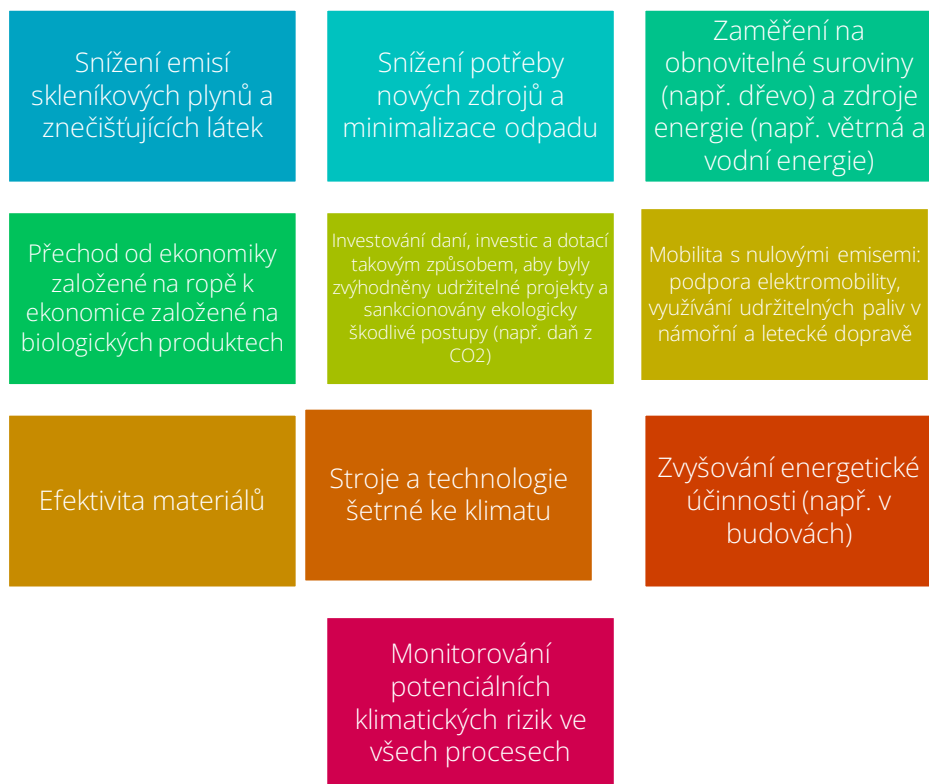 Snížení emisí
skleníkových plynů a
znečišťujících látek
Snížení potřeby
nových zdrojů a
minimalizace odpadu
Zaměření na
obnovitelné suroviny
(např. dřevo) a zdroje
energie (např. větrná a
vodní energie)
Přechod od ekonomiky
založené na ropě k
ekonomice založené na
biologických produktech
Investování daní, investic a dotací
takovým způsobem, aby byly
zvýhodněny udržitelné projekty a
sankcionovány ekologicky
škodlivé postupy (např. daň z
CO2)
Mobilita s nulovými emisemi:
podpora elektromobility,
využívání udržitelných paliv v
námořní a letecké dopravě
Efektivita materiálů
Stroje a technologie
šetrné ke klimatu
Zvyšování energetické
účinnosti (např. v
budovách)
Monitorování
potenciálních
klimatických rizik ve
všech procesech